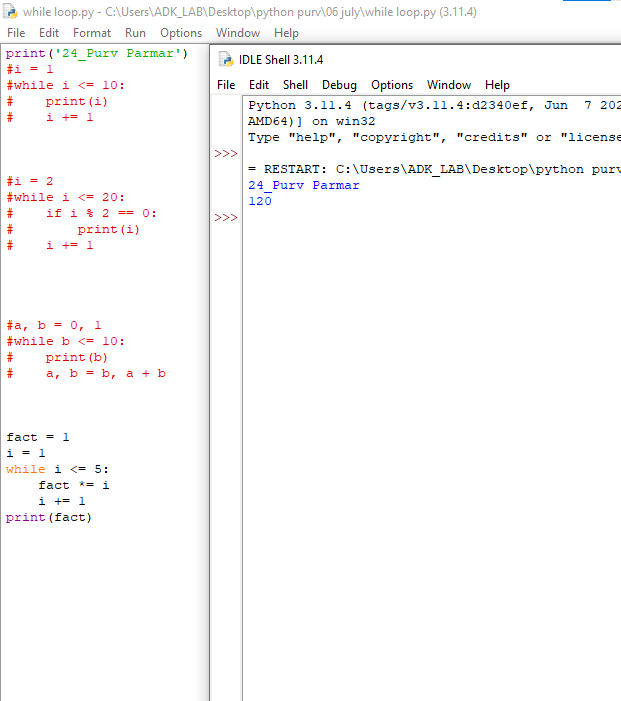 while loop.py - C:\Users\ADK_LAB\Desktop\python purv\06 july\while loop.py (3.11.4)
File Edit Format Run Options Window Help
print('24_Purv Parmar')
#i = 1
#while i <= 10:
#    print(i)
#    i += 1
#i = 2
#while i <= 20:
#    if i % 2 == 0:
#        print(i)
#    i += 1
#a, b = 0, 1
#while b <= 10:
#    print(b)
#    a, b = b, a + b
fact = 1
i = 1
while i <= 5:
    fact *= i
    i += 1
print(fact)
IDLE Shell 3.11.4
File Edit Shell Debug Options Window Help
Python 3.11.4 (tags/v3.11.4:d2340ef, Jun  7 202
AMD64)] on win32
Type "help", "copyright", "credits" or "license
>>>
= RESTART: C:\Users\ADK_LAB\Desktop\python purv
24_Purv Parmar
120
>>>